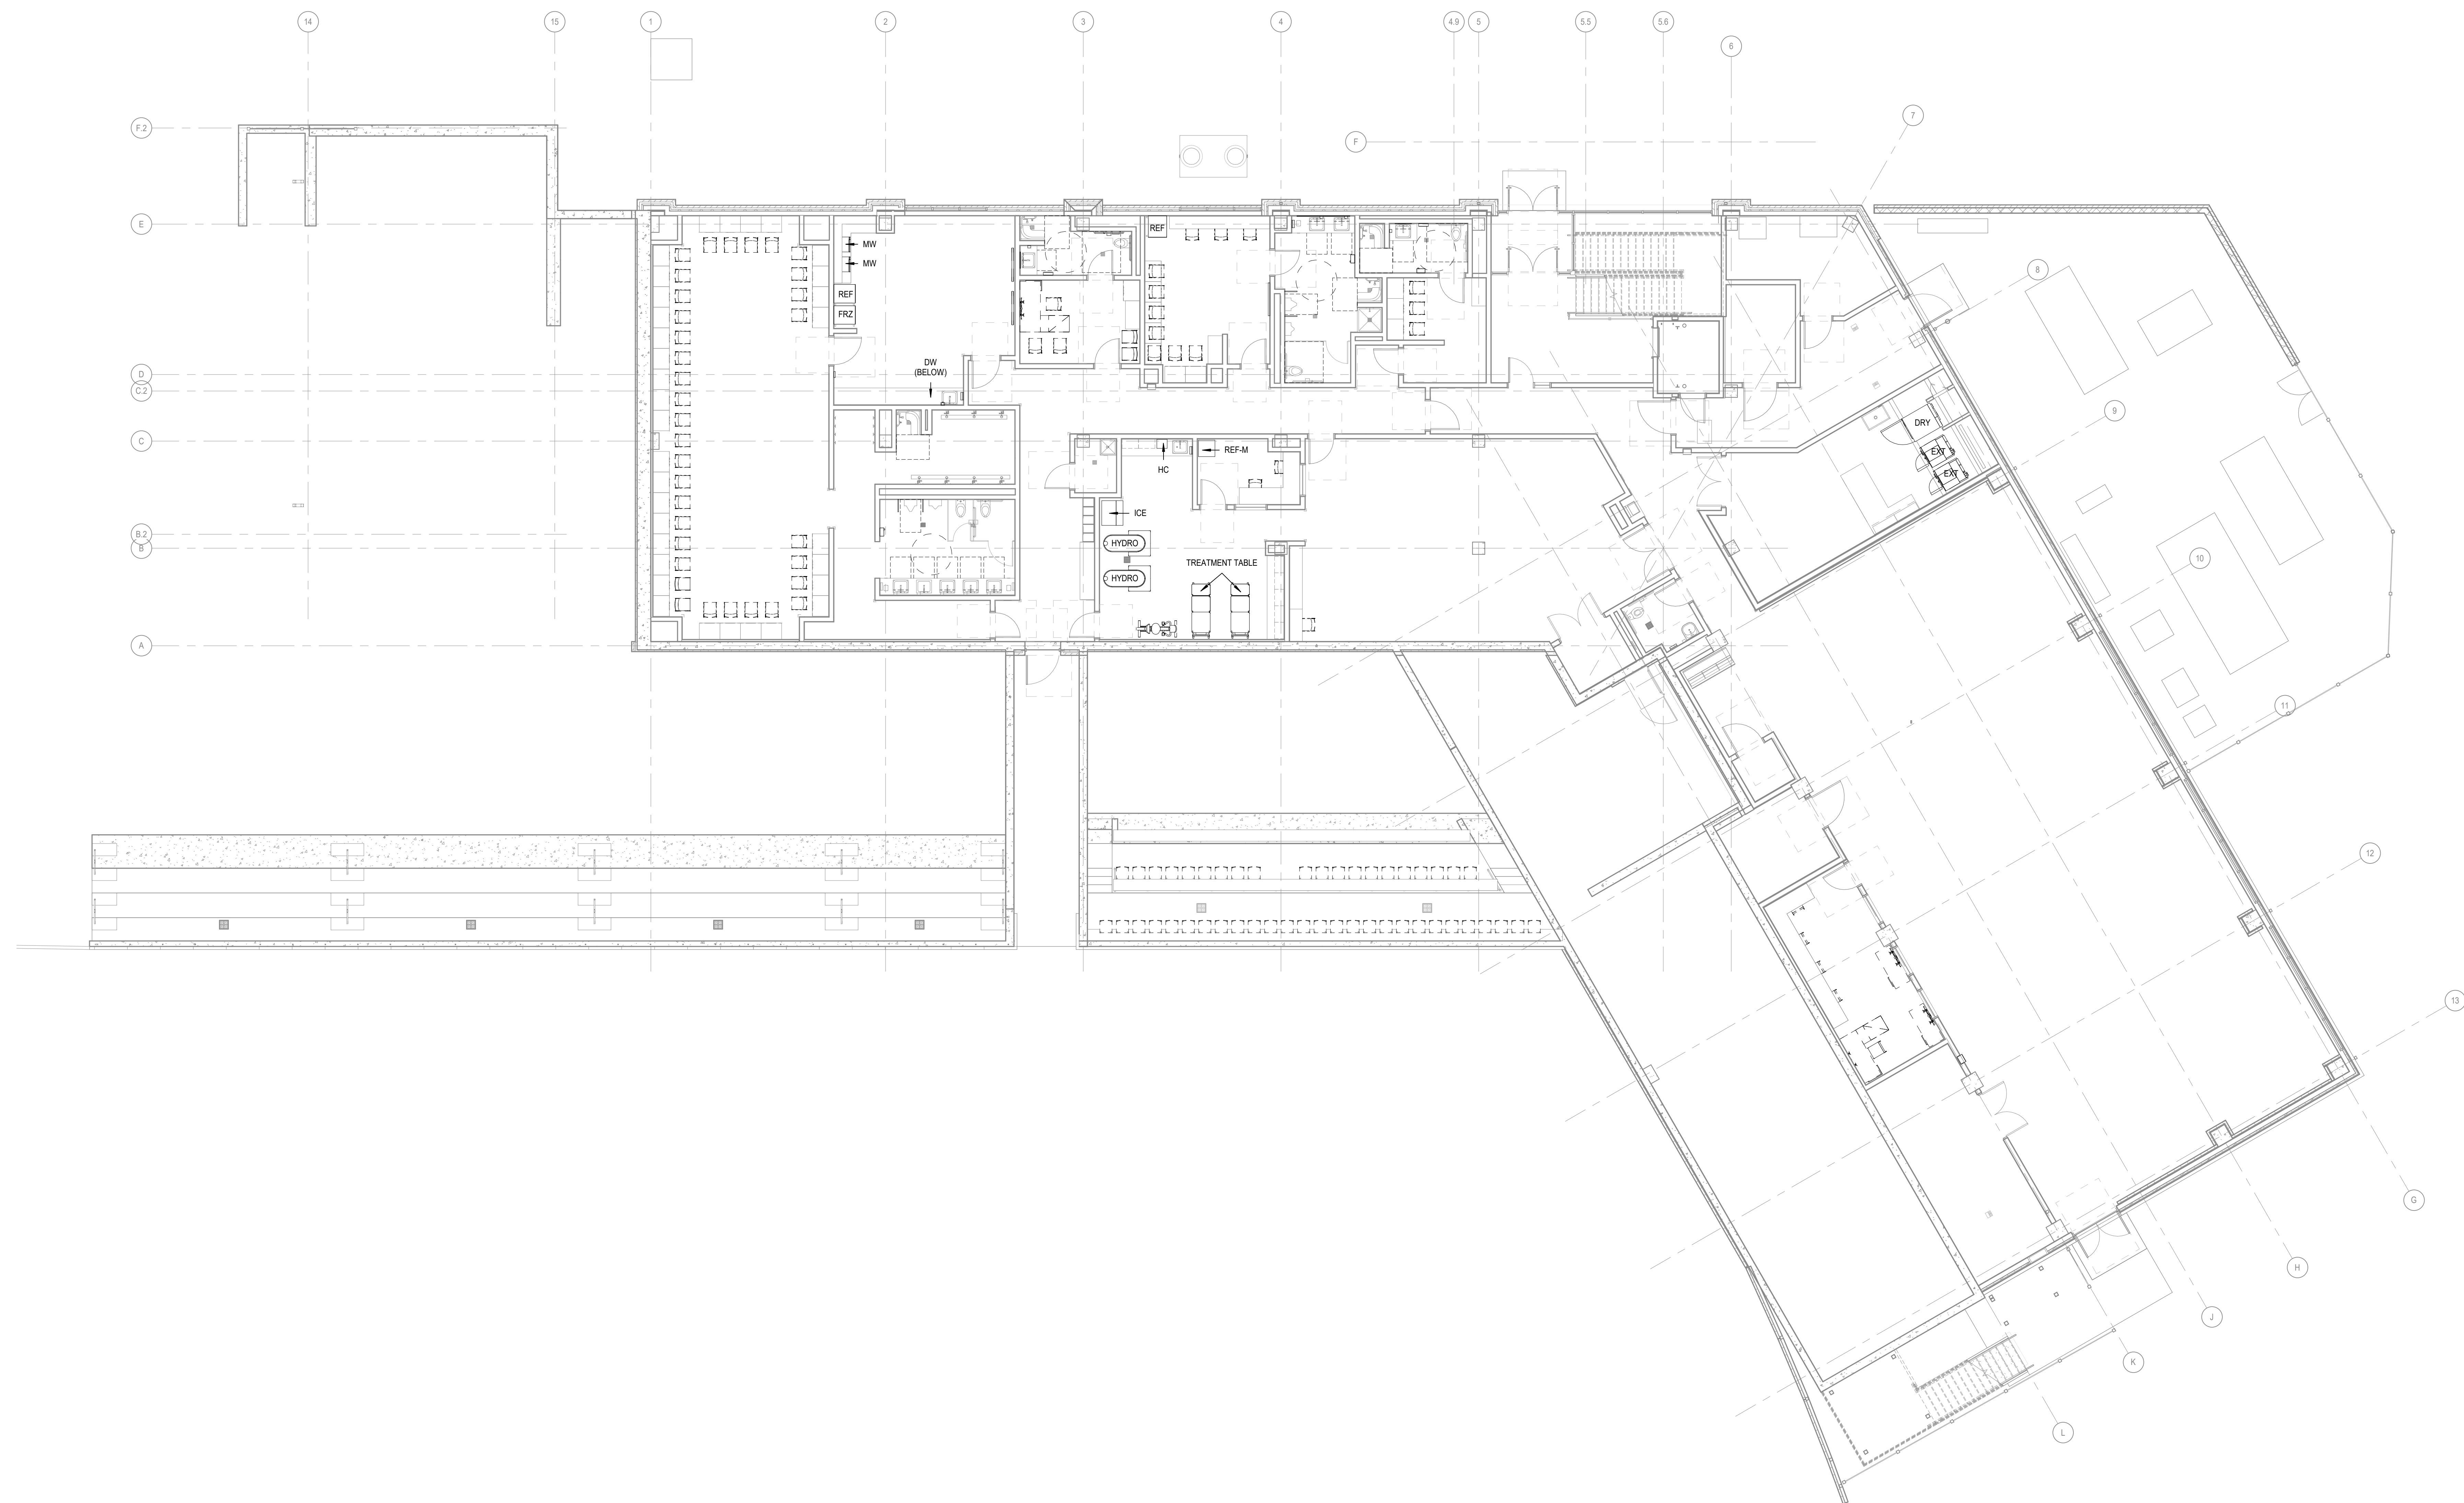 14
15
1
2
3
4
4.9
5
5.5
5.6
6
7
F.2
F
E
REF
MW
MW
REF
FRZ
8
DW
(BELOW)
D
C.2
9
DRY
C
REF-M
HC
EXT
EXT
ICE
B.2
B
HYDRO
HYDRO
TREATMENT TABLE
10
A
11
12
13
G
H
J
K
L